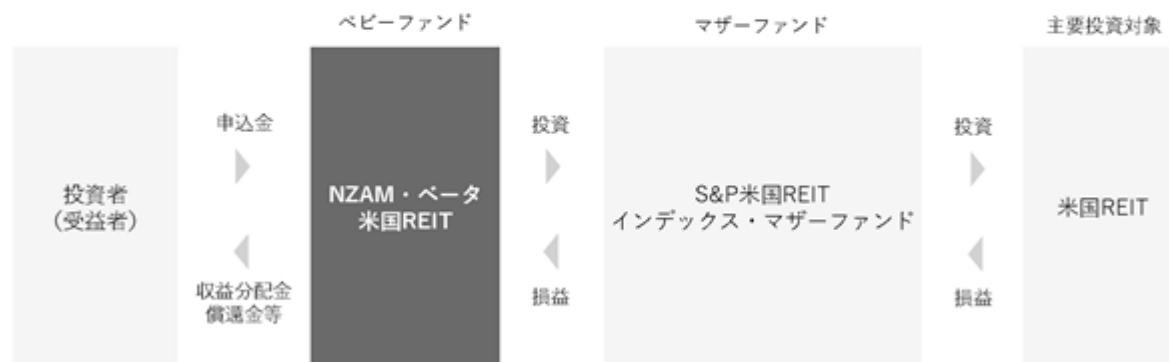 ベビーファンド
マザーファンド
主要投資対象
投資者
(受益者)
申込金
収益分配金
償還金等
NZAM・ベータ
米国REIT
投資
損益
S&P米国REIT
インデックス・マザーファンド
投資
損益
米国REIT